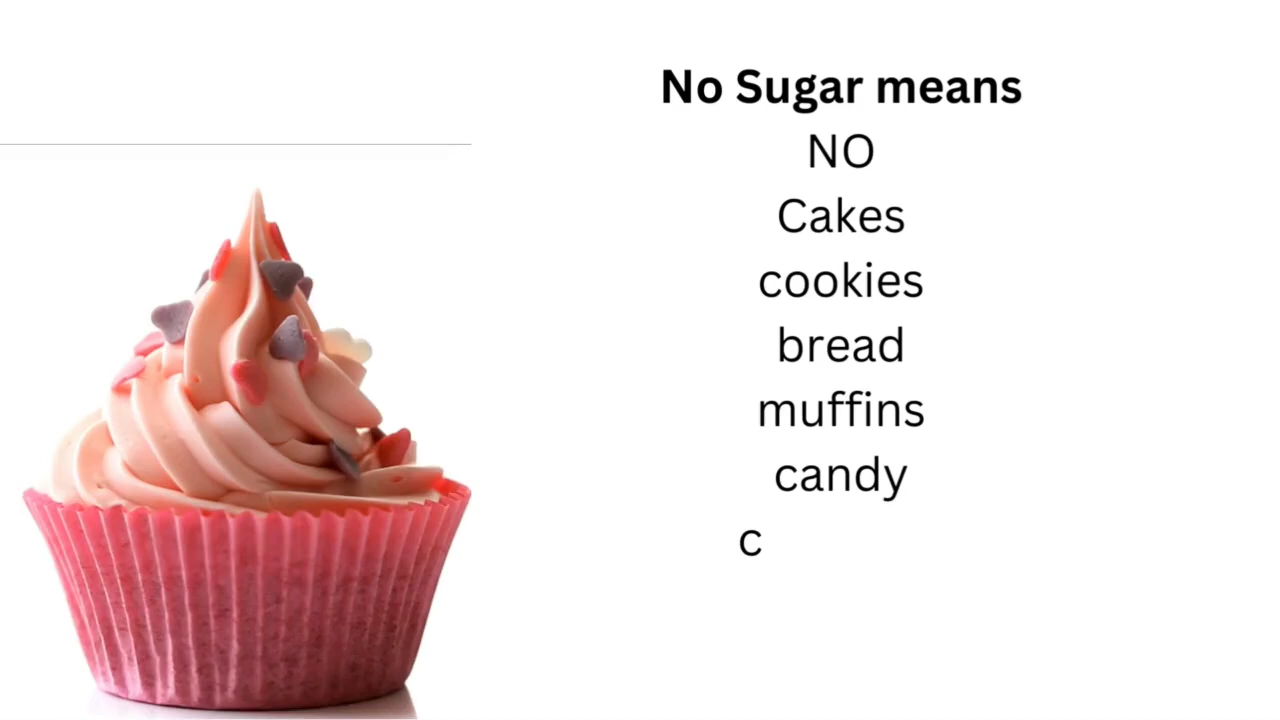 No Sugar means
NO
Cakes
cookies
bread
muffins
candy
c